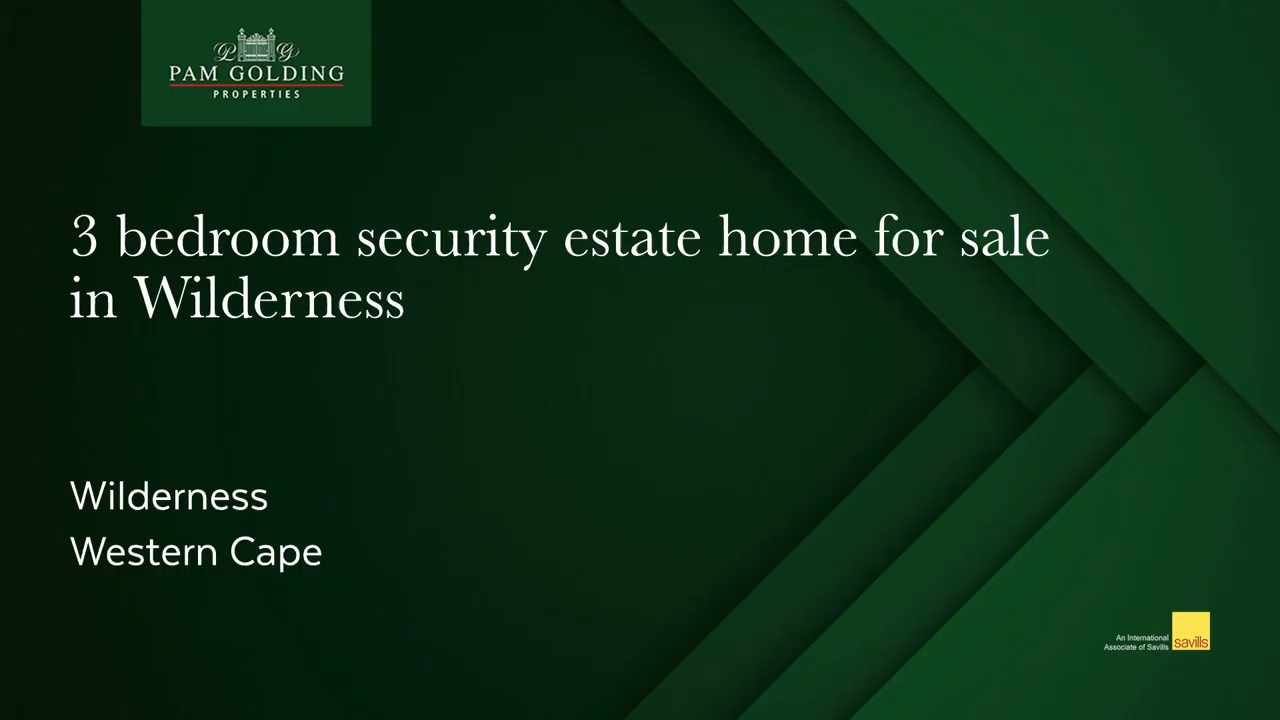 P G
PAM GOLDING
PROPERTIES
3 bedroom security estate home for sale
in Wilderness
Wilderness
Western Cape
An International
Associate of Savills
savills